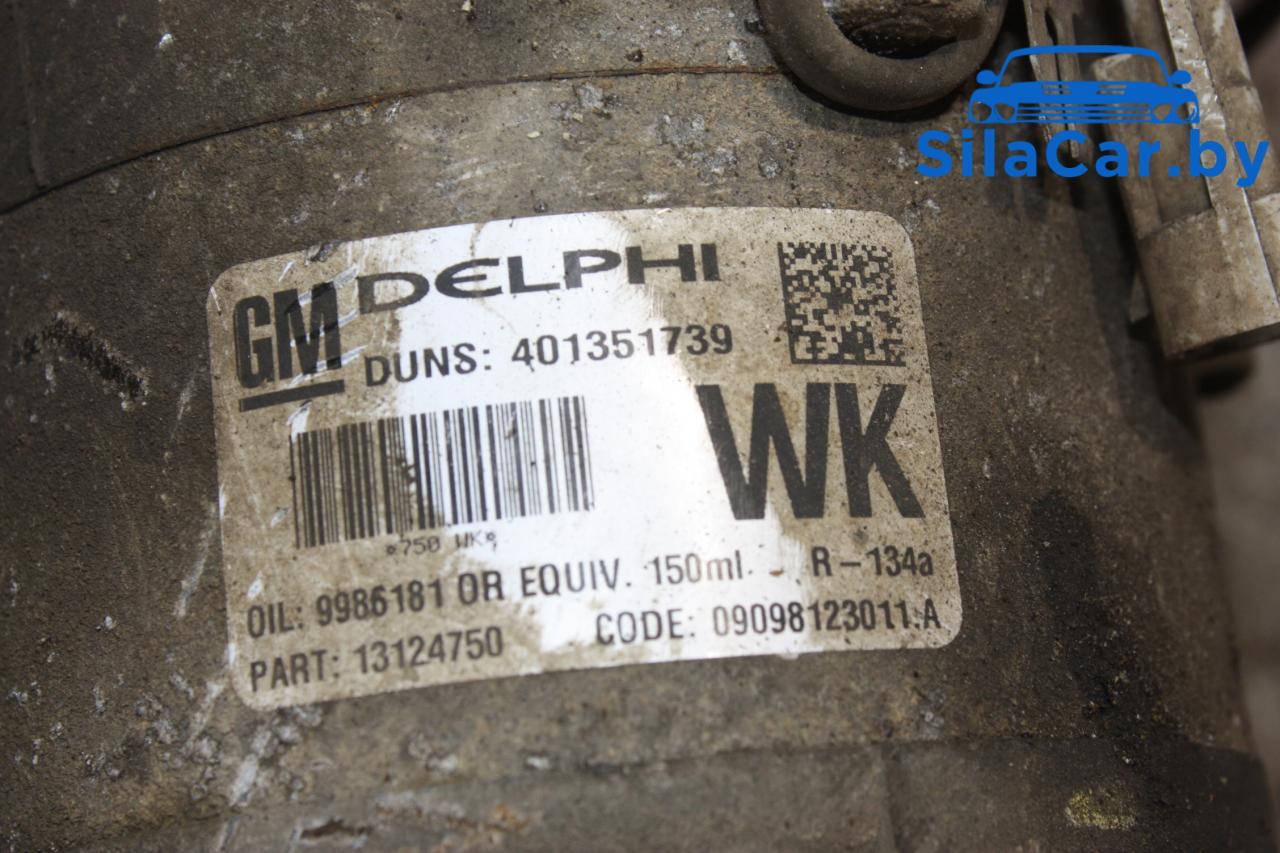 SilaCar.by
GM DELPHI
DUNS: 401351739
WK
*750 WK*
OIL: 9986181 OR EQUIV. 150ml. R-134a
PART: 13124750 CODE: 09098123011.A